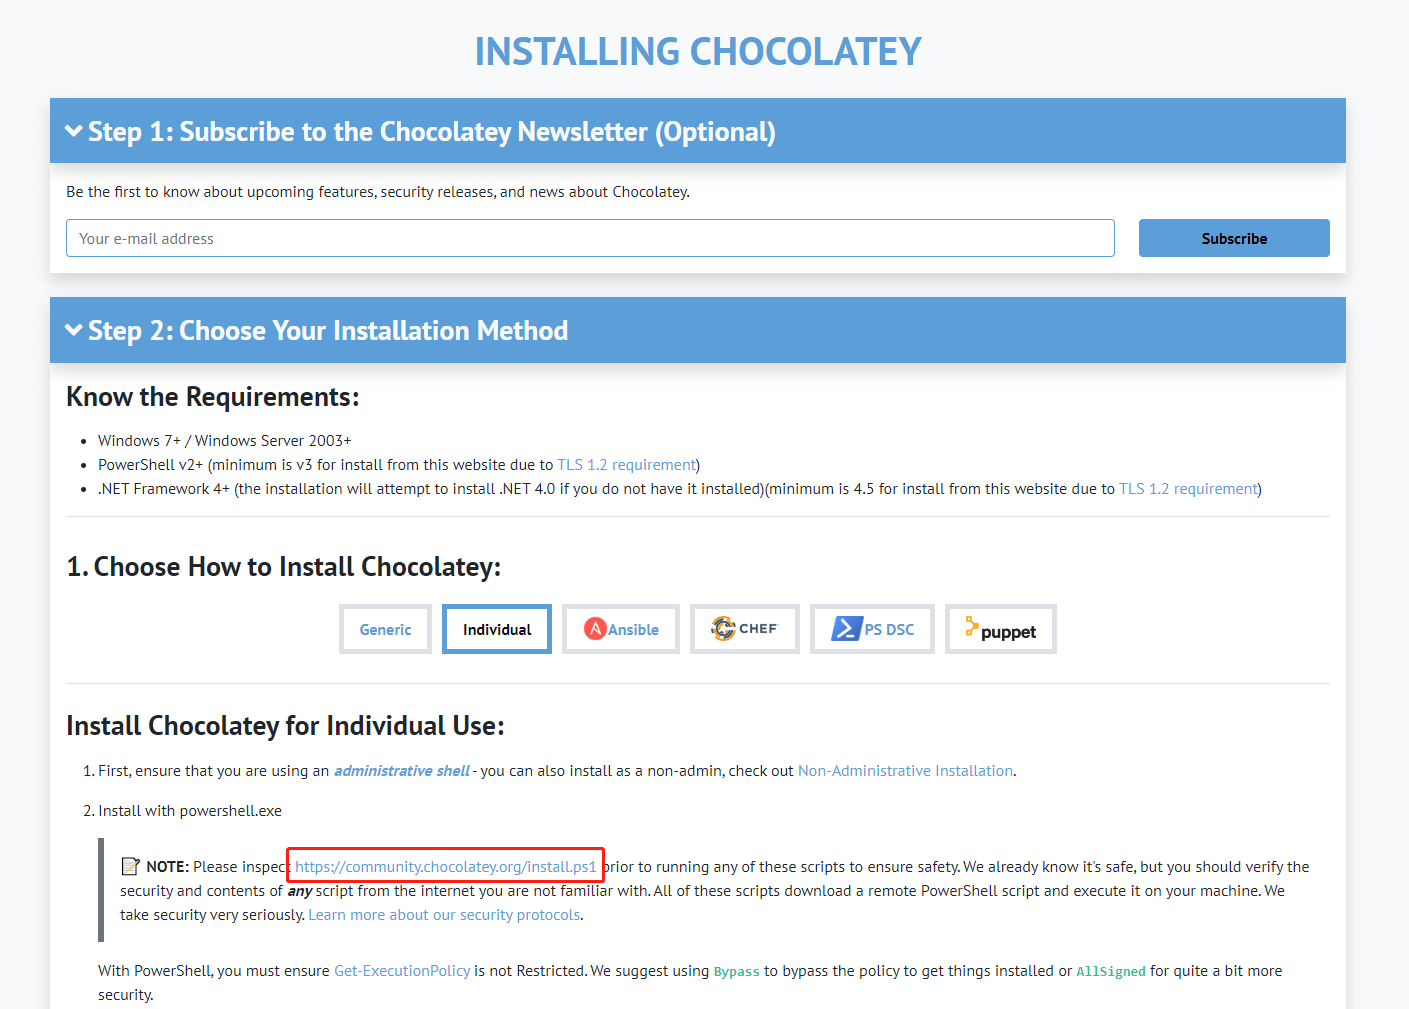 INSTALLING CHOCOLATEY
Step 1: Subscribe to the Chocolatey Newsletter (Optional)
Be the first to know about upcoming features, security releases, and news about Chocolatey.
Your e-mail address
Subscribe
Step 2: Choose Your Installation Method
Know the Requirements:
• Windows 7+ / Windows Server 2003+
• PowerShell v2+ (minimum is v3 for install from this website due to TLS 1.2 requirement)
• .NET Framework 4+ (the installation will attempt to install .NET 4.0 if you do not have it installed)(minimum is 4.5 for install from this website due to TLS 1.2 requirement)
1. Choose How to Install Chocolatey:
Generic Individual Ansible CHEF PS DSC puppet
Install Chocolatey for Individual Use:
1. First, ensure that you are using an administrative shell - you can also install as a non-admin, check out Non-Administrative Installation.
2. Install with powershell.exe
NOTE: Please inspect https://community.chocolatey.org/install.ps1 prior to running any of these scripts to ensure safety. We already know it's safe, but you should verify the
security and contents of any script from the internet you are not familiar with. All of these scripts download a remote PowerShell script and execute it on your machine. We
take security very seriously. Learn more about our security protocols.
With PowerShell, you must ensure Get-ExecutionPolicy is not Restricted. We suggest using Bypass to bypass the policy to get things installed or AllSigned for quite a bit more
security.